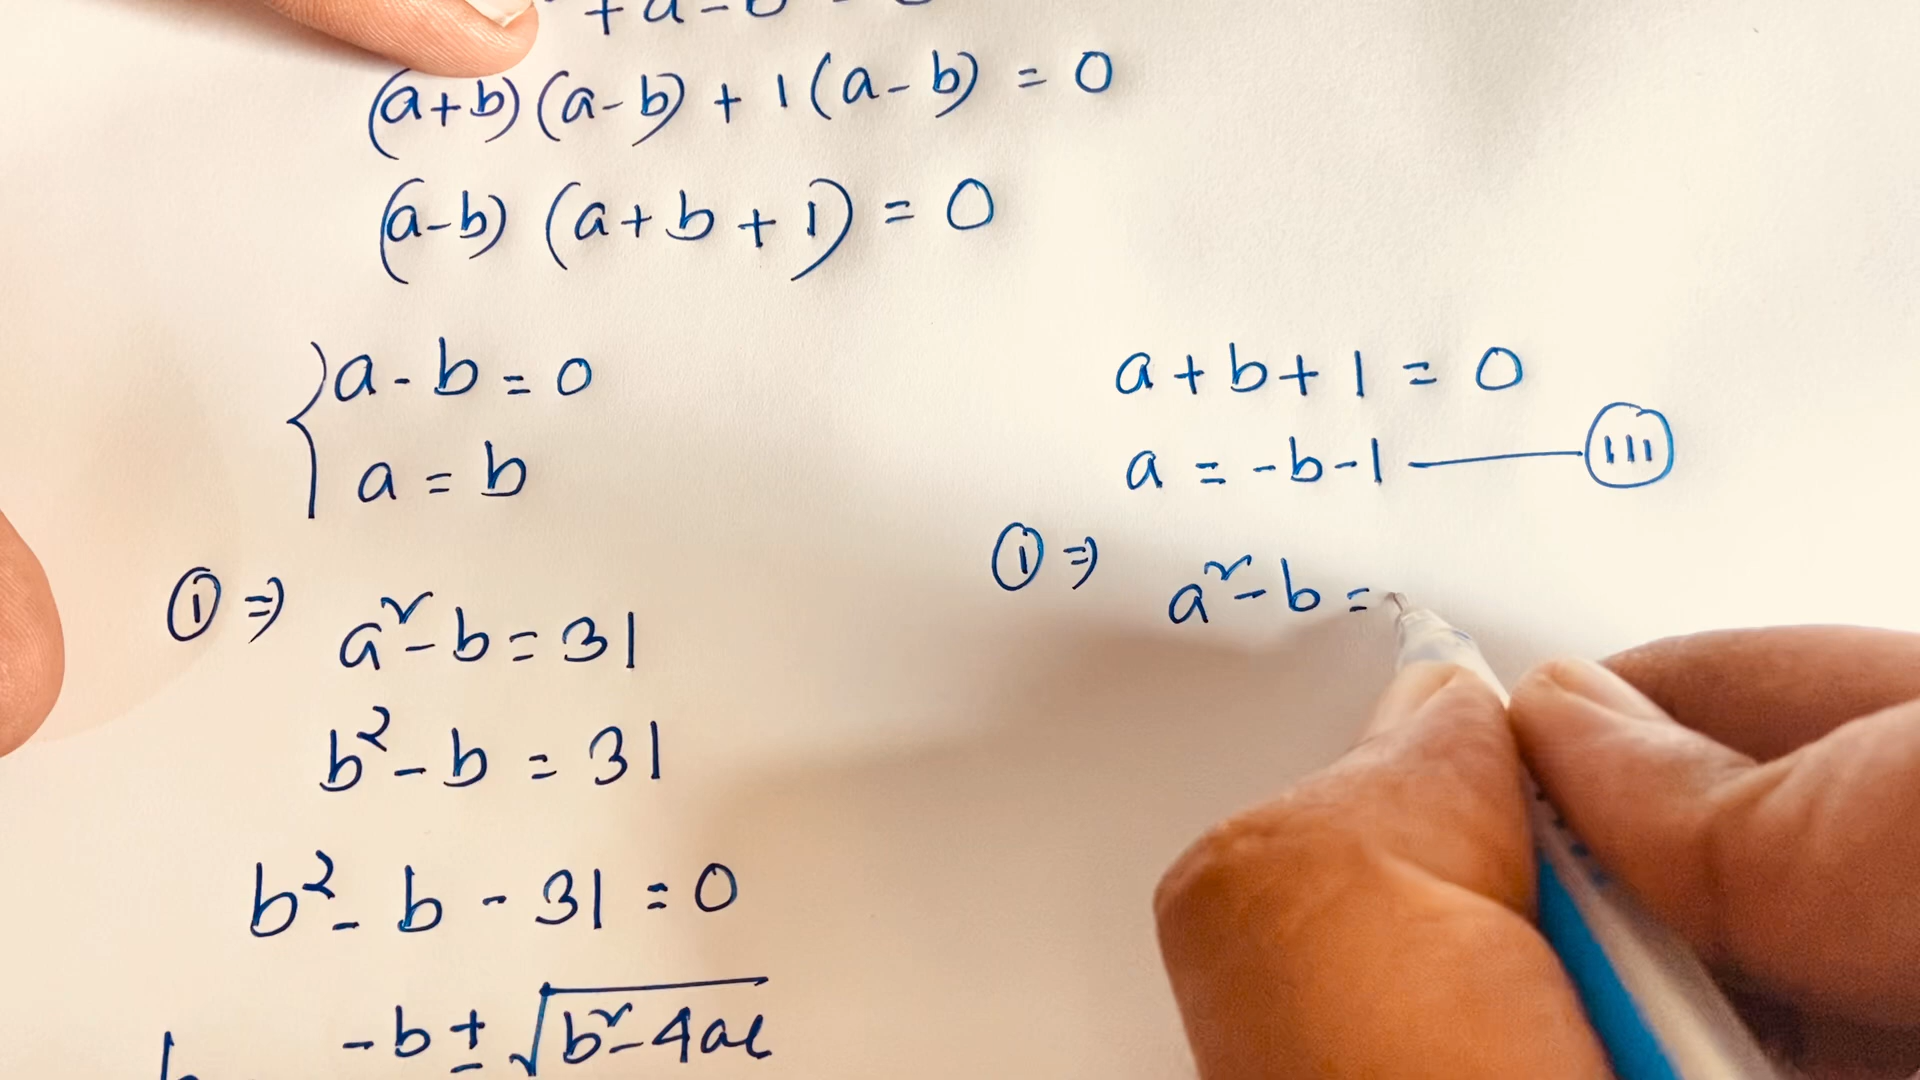 + a - b
(a+b)(a-b) + 1(a-b) = 0
(a-b) (a+b+1) = 0
a - b = 0
a = b
① ⇒ a² - b = 31
b² - b = 31
b² - b - 31 = 0
-b ± √b² - 4ac
a + b + 1 = 0
a = -b-1 — III
① ⇒ a² - b =